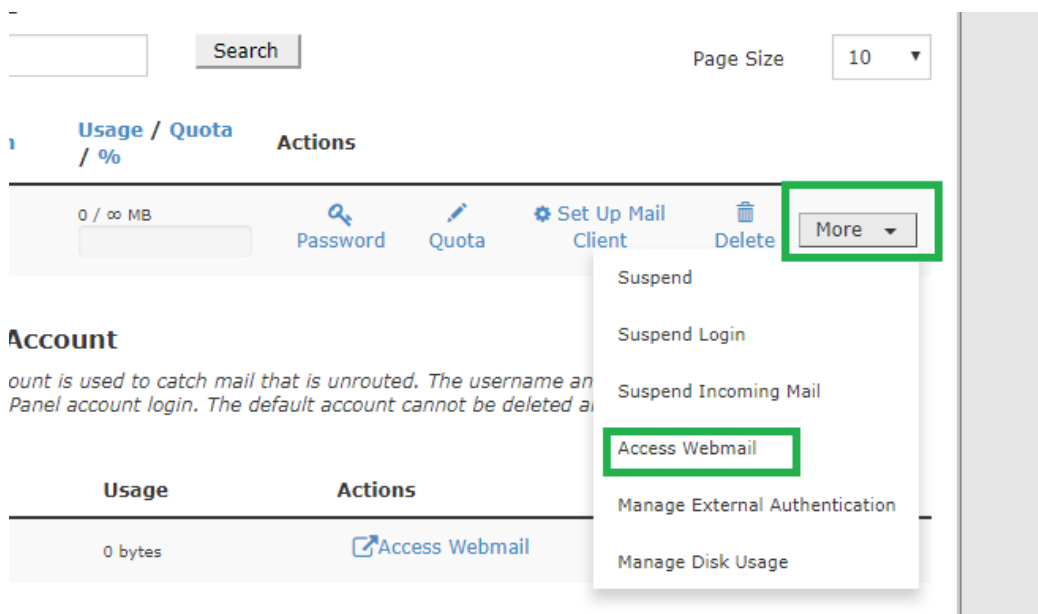 Search
Page Size
10
Usage / Quota
/ %
Actions
0 / ∞ MB
Password
Quota
Set Up Mail
Client
Delete
More
Suspend
Suspend Login
Suspend Incoming Mail
Access Webmail
Manage External Authentication
Manage Disk Usage
Account
ount is used to catch mail that is unrouted. The username an
Panel account login. The default account cannot be deleted a
Usage
Actions
0 bytes
Access Webmail